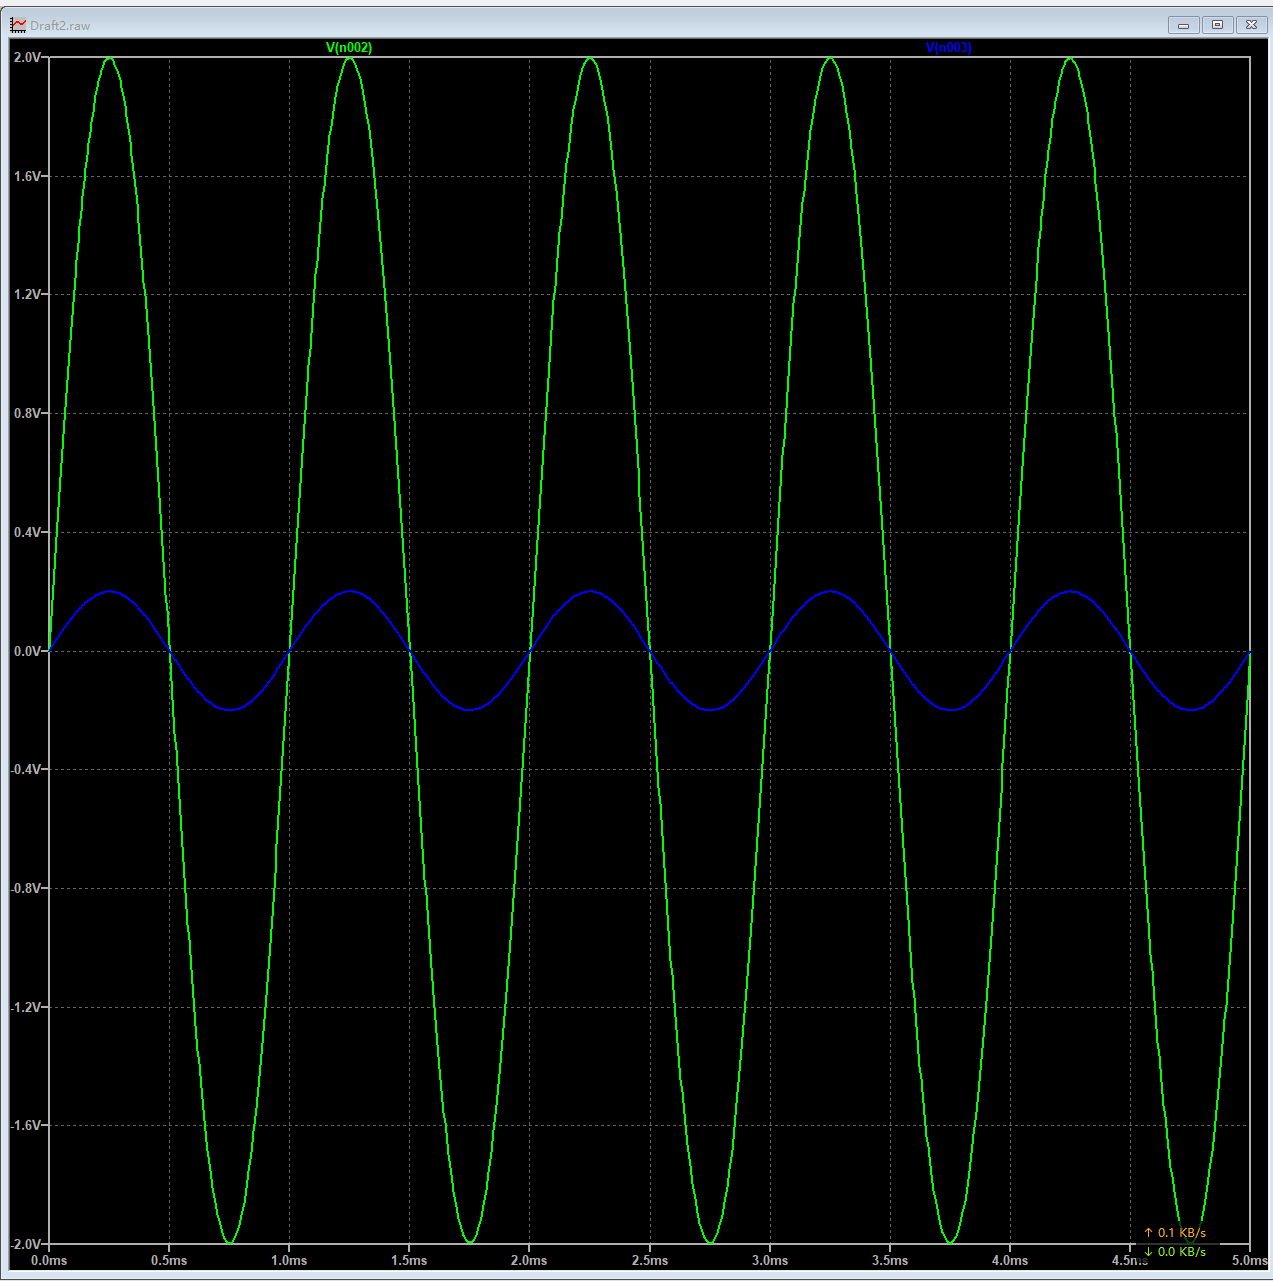 Draft2.raw
V(n002) V(n003)
2.0V
1.6V
1.2V
0.8V
0.4V
0.0V
-0.4V
-0.8V
-1.2V
-1.6V
-2.0V
0.0ms 0.5ms 1.0ms 1.5ms 2.0ms 2.5ms 3.0ms 3.5ms 4.0ms 4.5ms 5.0ms
↑ 0.1 KB/s
↓ 0.0 KB/s